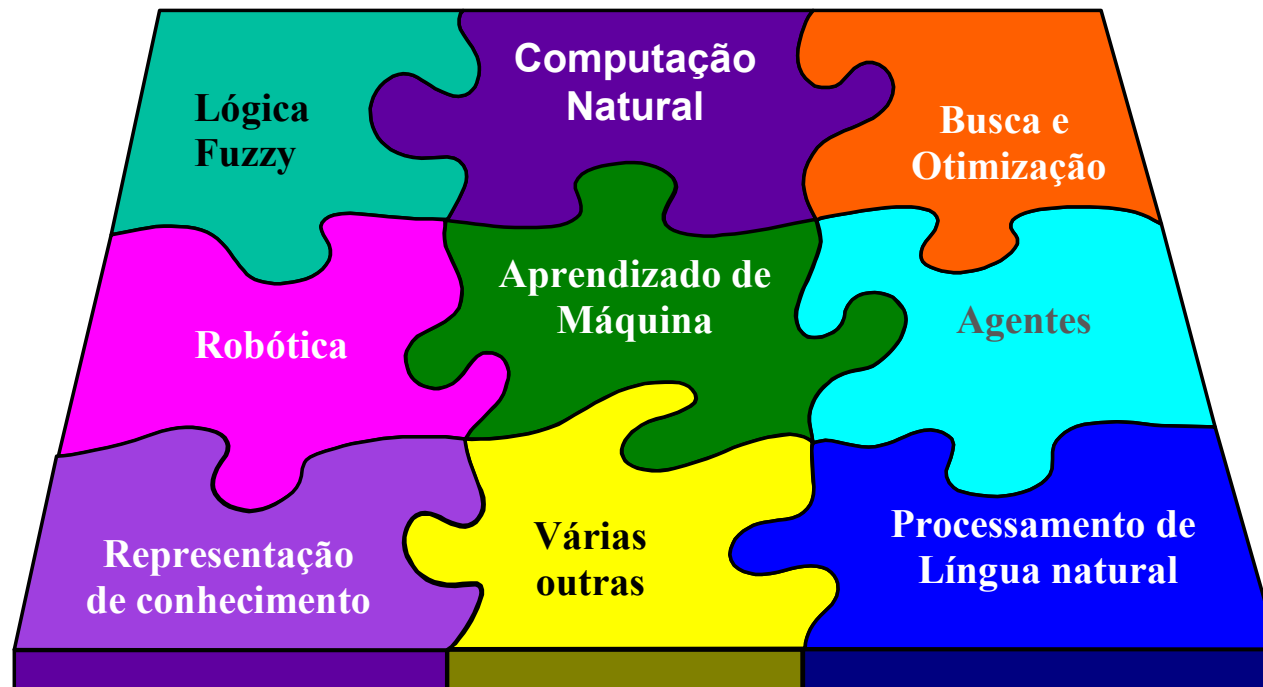 Lógica
Fuzzy
Computação
Natural
Busca e
Otimização
Robótica
Aprendizado de
Máquina
Agentes
Representação
de conhecimento
Várias
outras
Processamento de
Língua natural